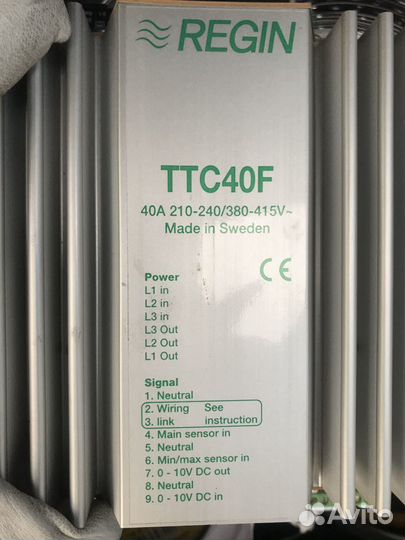 REGIN
TTC40F
40A 210-240/380-415V~
Made in Sweden
CE
Power
L1 in
L2 in
L3 in
L3 Out
L2 Out
L1 Out
Signal
1. Neutral
2. Wiring See
3. link instruction
4. Main sensor in
5. Neutral
6. Min/max sensor in
7. 0 - 10V DC out
8. Neutral
9. 0 - 10V DC in
Avito